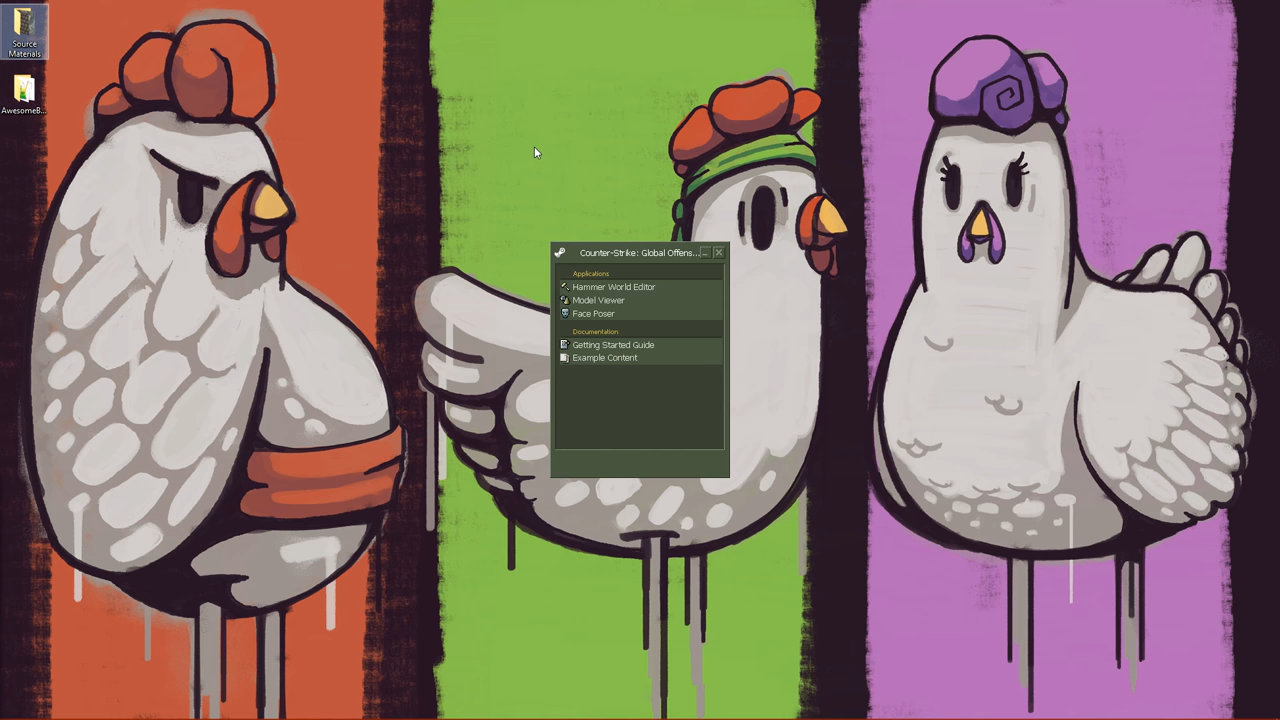 Source
Materials
AwesomeB...
Counter-Strike: Global Offens...
Applications
Hammer World Editor
Model Viewer
Face Poser
Documentation
Getting Started Guide
Example Content